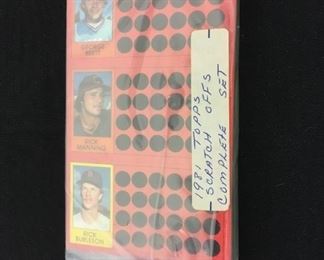 GEORGE
BRETT
RICK
MANNING
RICK
BURLESON
1981 TOPPS
SCRATCH OFFS
COMPLETE SET